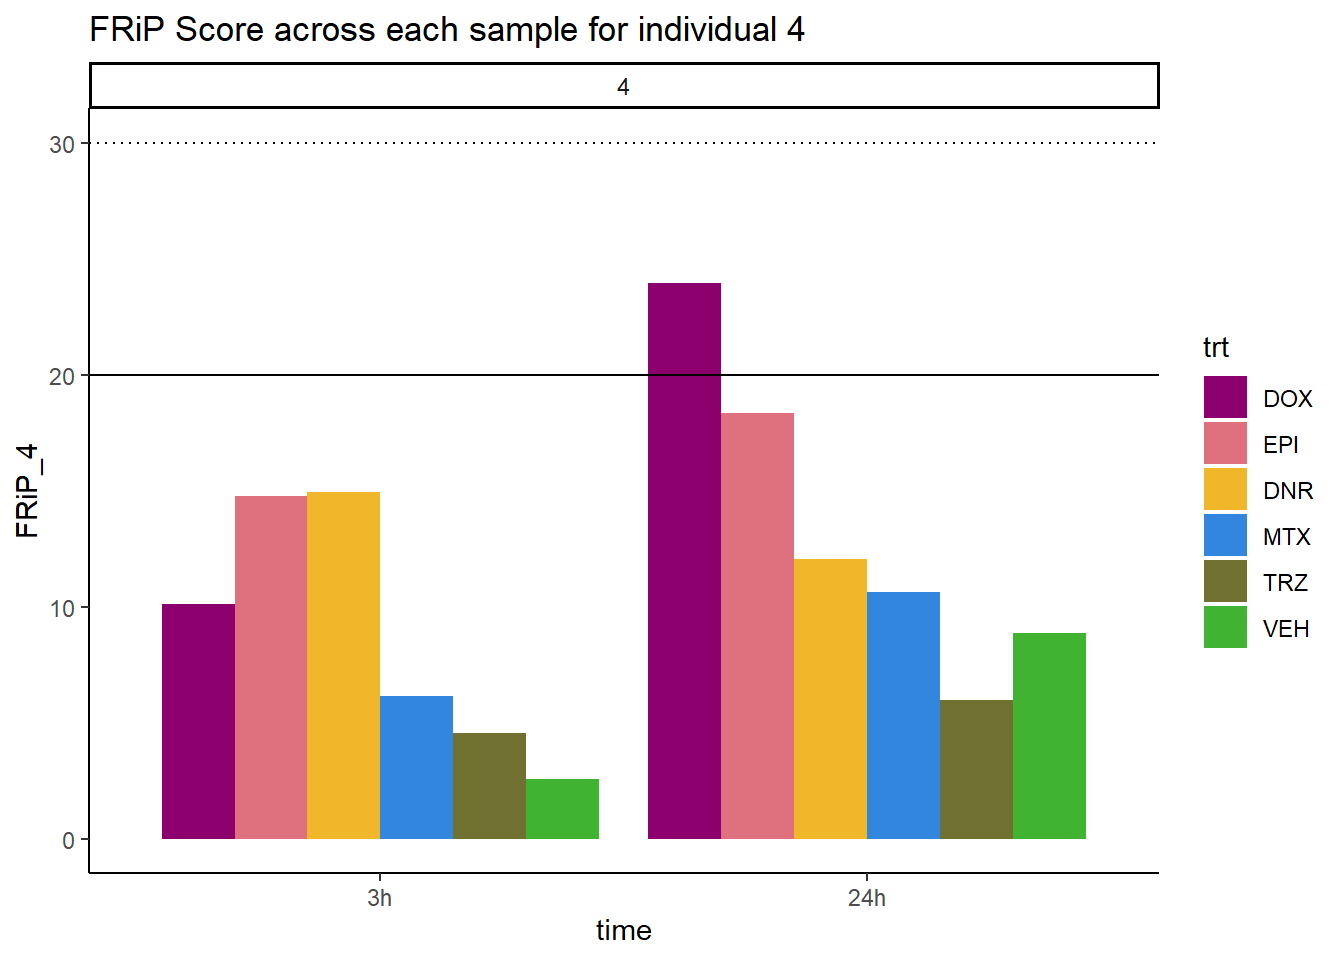 FRiP Score across each sample for individual 4
4
30
20
10
0
FRiP_4
3h 24h
time
trt
DOX
EPI
DNR
MTX
TRZ
VEH